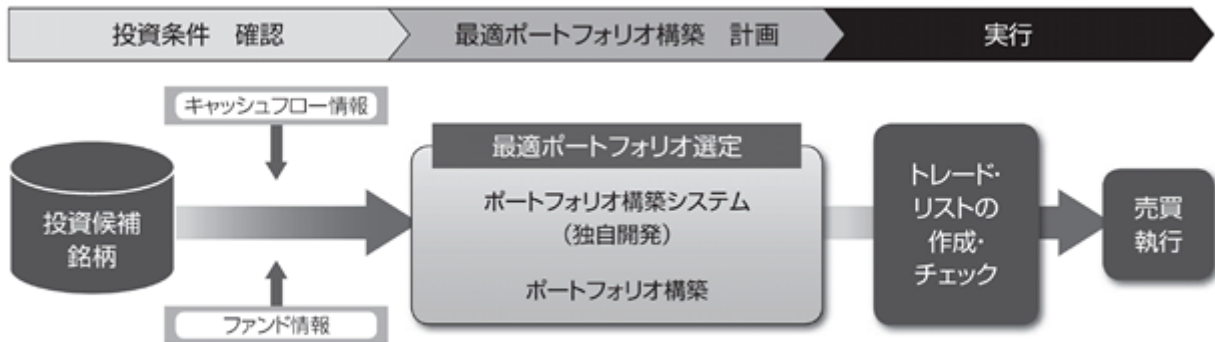 投資条件　確認
最適ポートフォリオ構築　計画
実行
キャッシュフロー情報
投資候補
銘柄
ファンド情報
最適ポートフォリオ選定
ポートフォリオ構築システム
（独自開発）
ポートフォリオ構築
トレード・
リストの
作成・
チェック
売買
執行